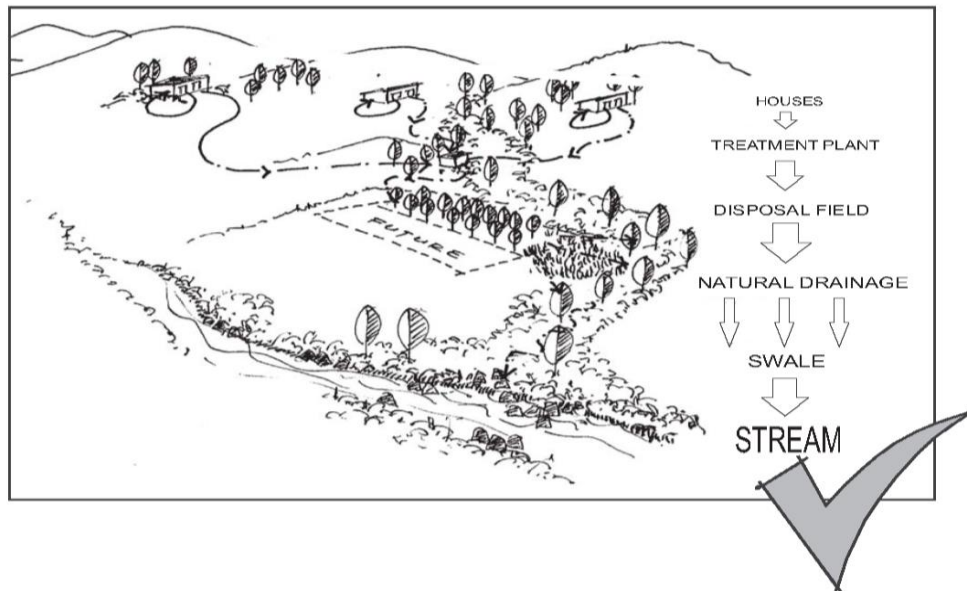 FUTURE
HOUSES
TREATMENT PLANT
DISPOSAL FIELD
NATURAL DRAINAGE
SWALE
STREAM